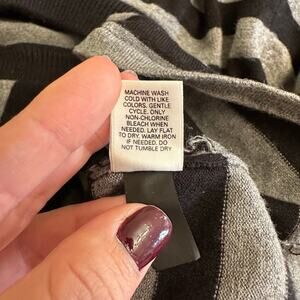 MACHINE WASH
COLD WITH LIKE
COLORS. GENTLE
CYCLE. ONLY
NON-CHLORINE
BLEACH WHEN
NEEDED. LAY FLAT
TO DRY. WARM IRON
IF NEEDED. DO
NOT TUMBLE DRY